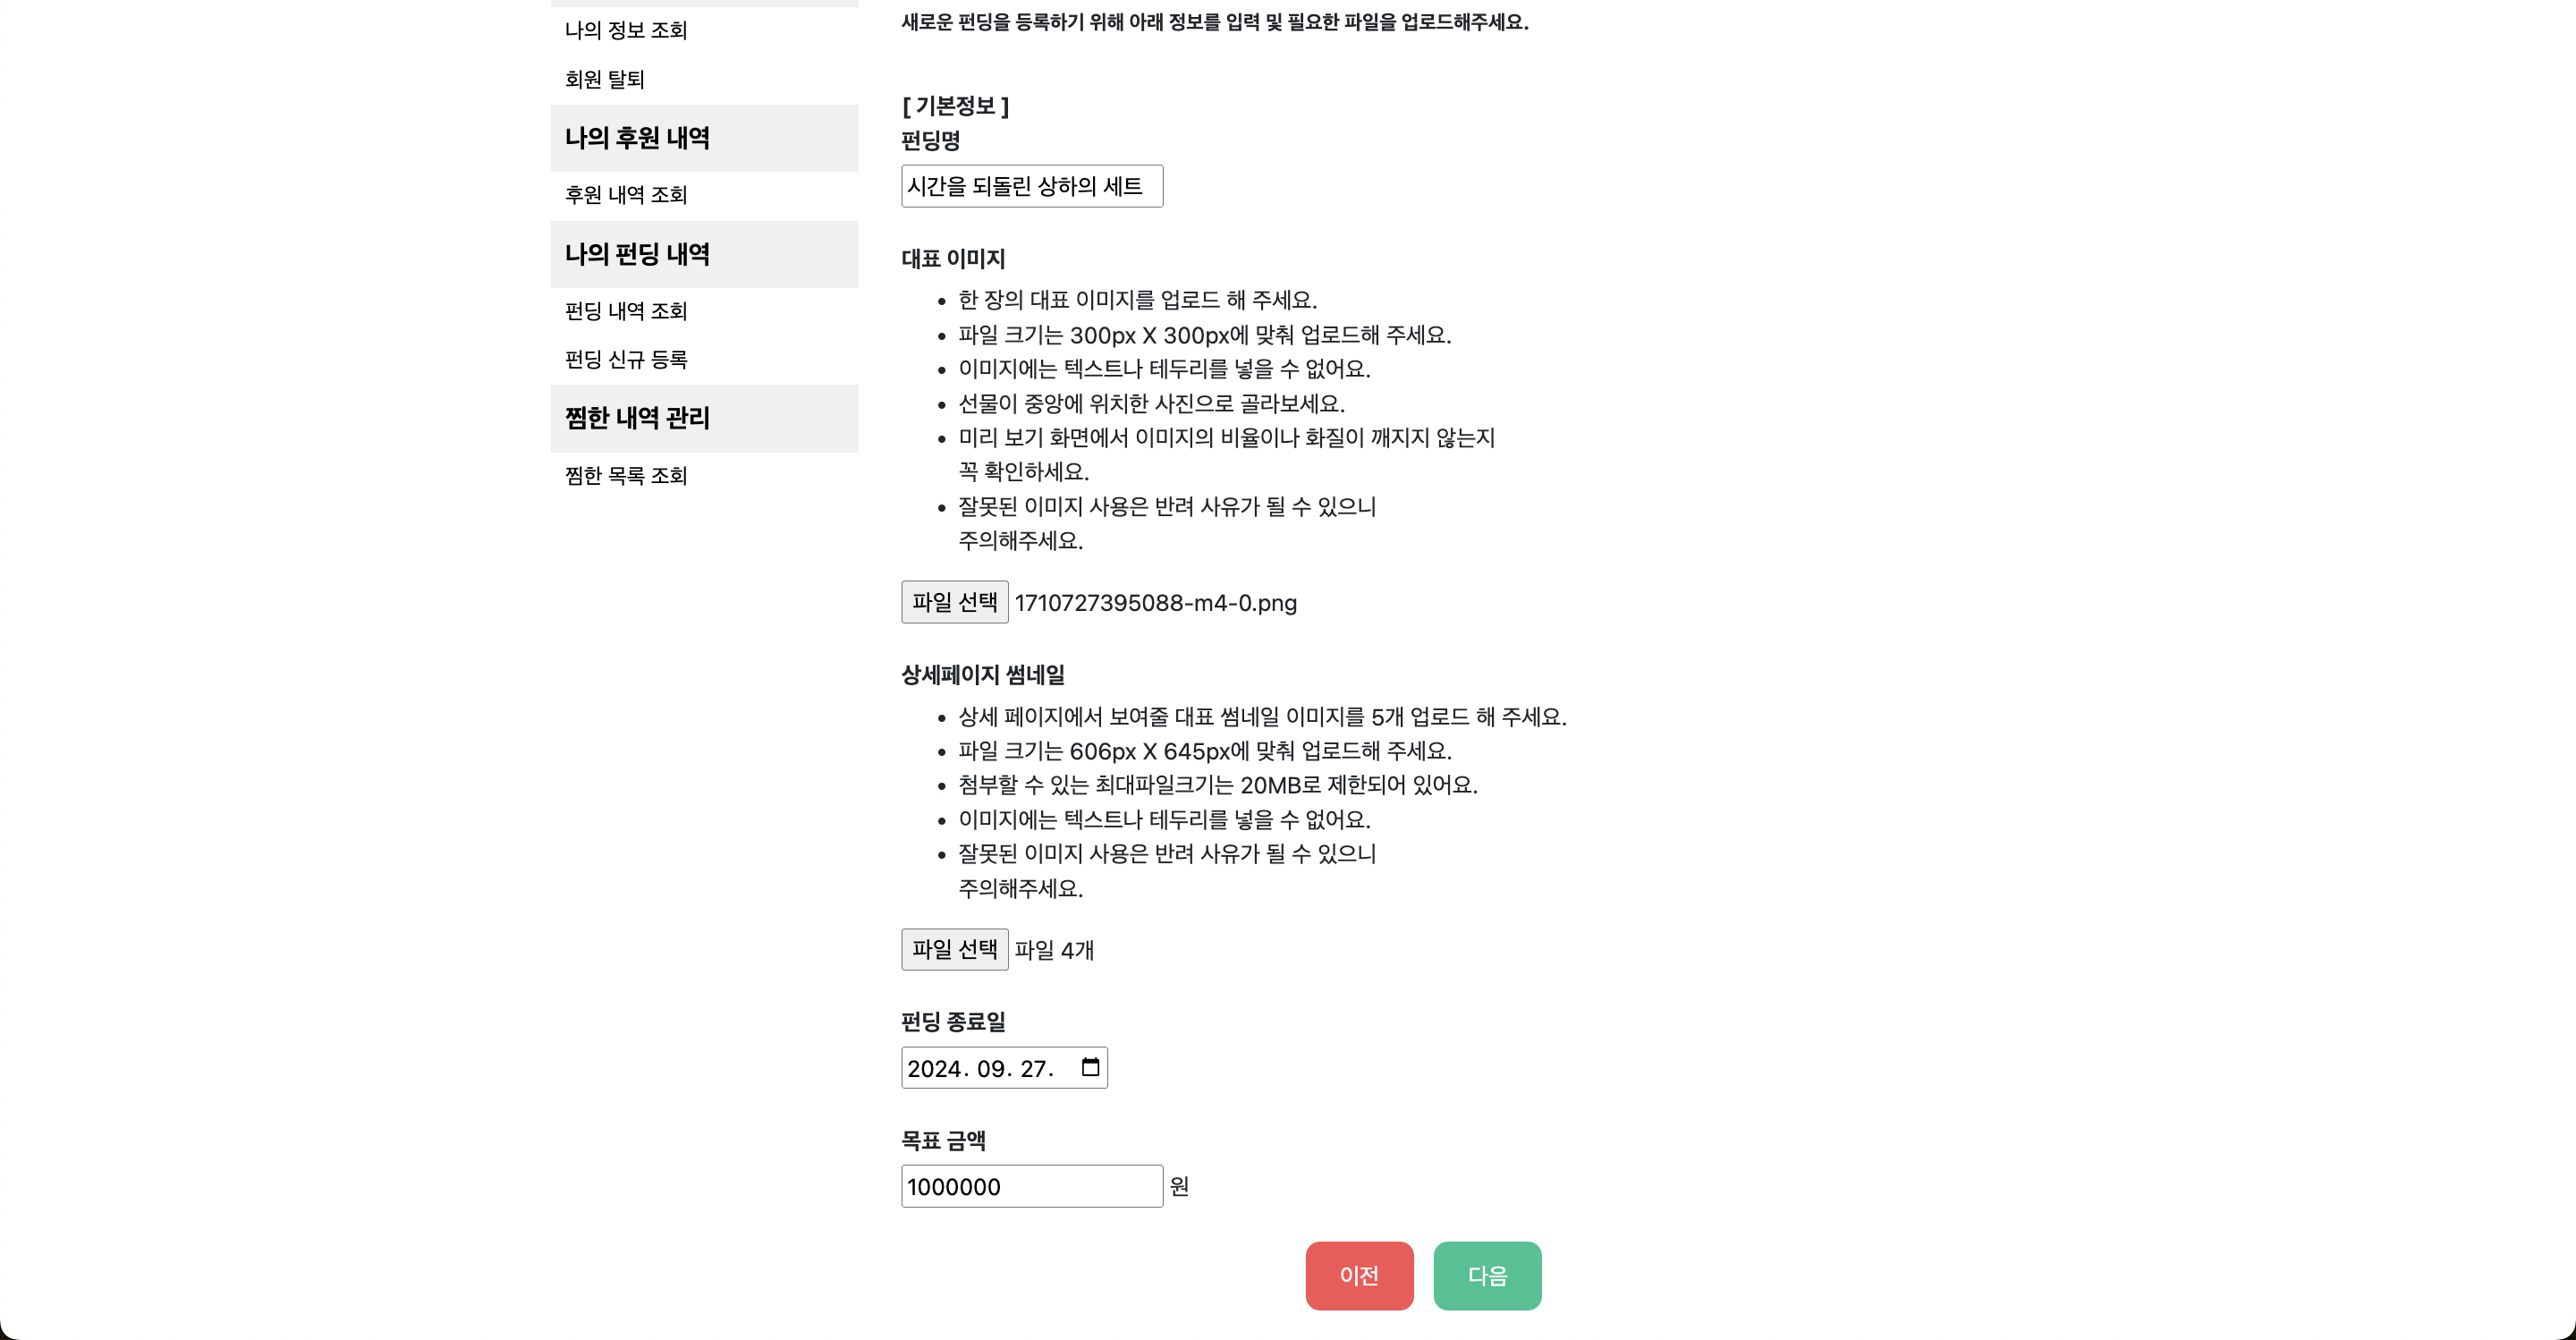 나의 정보 조회
회원 탈퇴
나의 후원 내역
후원 내역 조회
나의 펀딩 내역
펀딩 내역 조회
펀딩 신규 등록
찜한 내역 관리
찜한 목록 조회
새로운 펀딩을 등록하기 위해 아래 정보를 입력 및 필요한 파일을 업로드해주세요.
[ 기본정보 ]
펀딩명
시간을 되돌린 상하의 세트
대표 이미지
• 한 장의 대표 이미지를 업로드 해 주세요.
• 파일 크기는 300px X 300px에 맞춰 업로드해 주세요.
• 이미지에는 텍스트나 테두리를 넣을 수 없어요.
• 선물이 중앙에 위치한 사진으로 골라보세요.
• 미리 보기 화면에서 이미지의 비율이나 화질이 깨지지 않는지
꼭 확인하세요.
• 잘못된 이미지 사용은 반려 사유가 될 수 있으니
주의해주세요.
파일 선택 1710727395088-m4-0.png
상세페이지 썸네일
• 상세 페이지에서 보여줄 대표 썸네일 이미지를 5개 업로드 해 주세요.
• 파일 크기는 606px X 645px에 맞춰 업로드해 주세요.
• 첨부할 수 있는 최대파일크기는 20MB로 제한되어 있어요.
• 이미지에는 텍스트나 테두리를 넣을 수 없어요.
• 잘못된 이미지 사용은 반려 사유가 될 수 있으니
주의해주세요.
파일 선택 파일 4개
펀딩 종료일
2024. 09. 27.
목표 금액
1000000 원
이전 다음